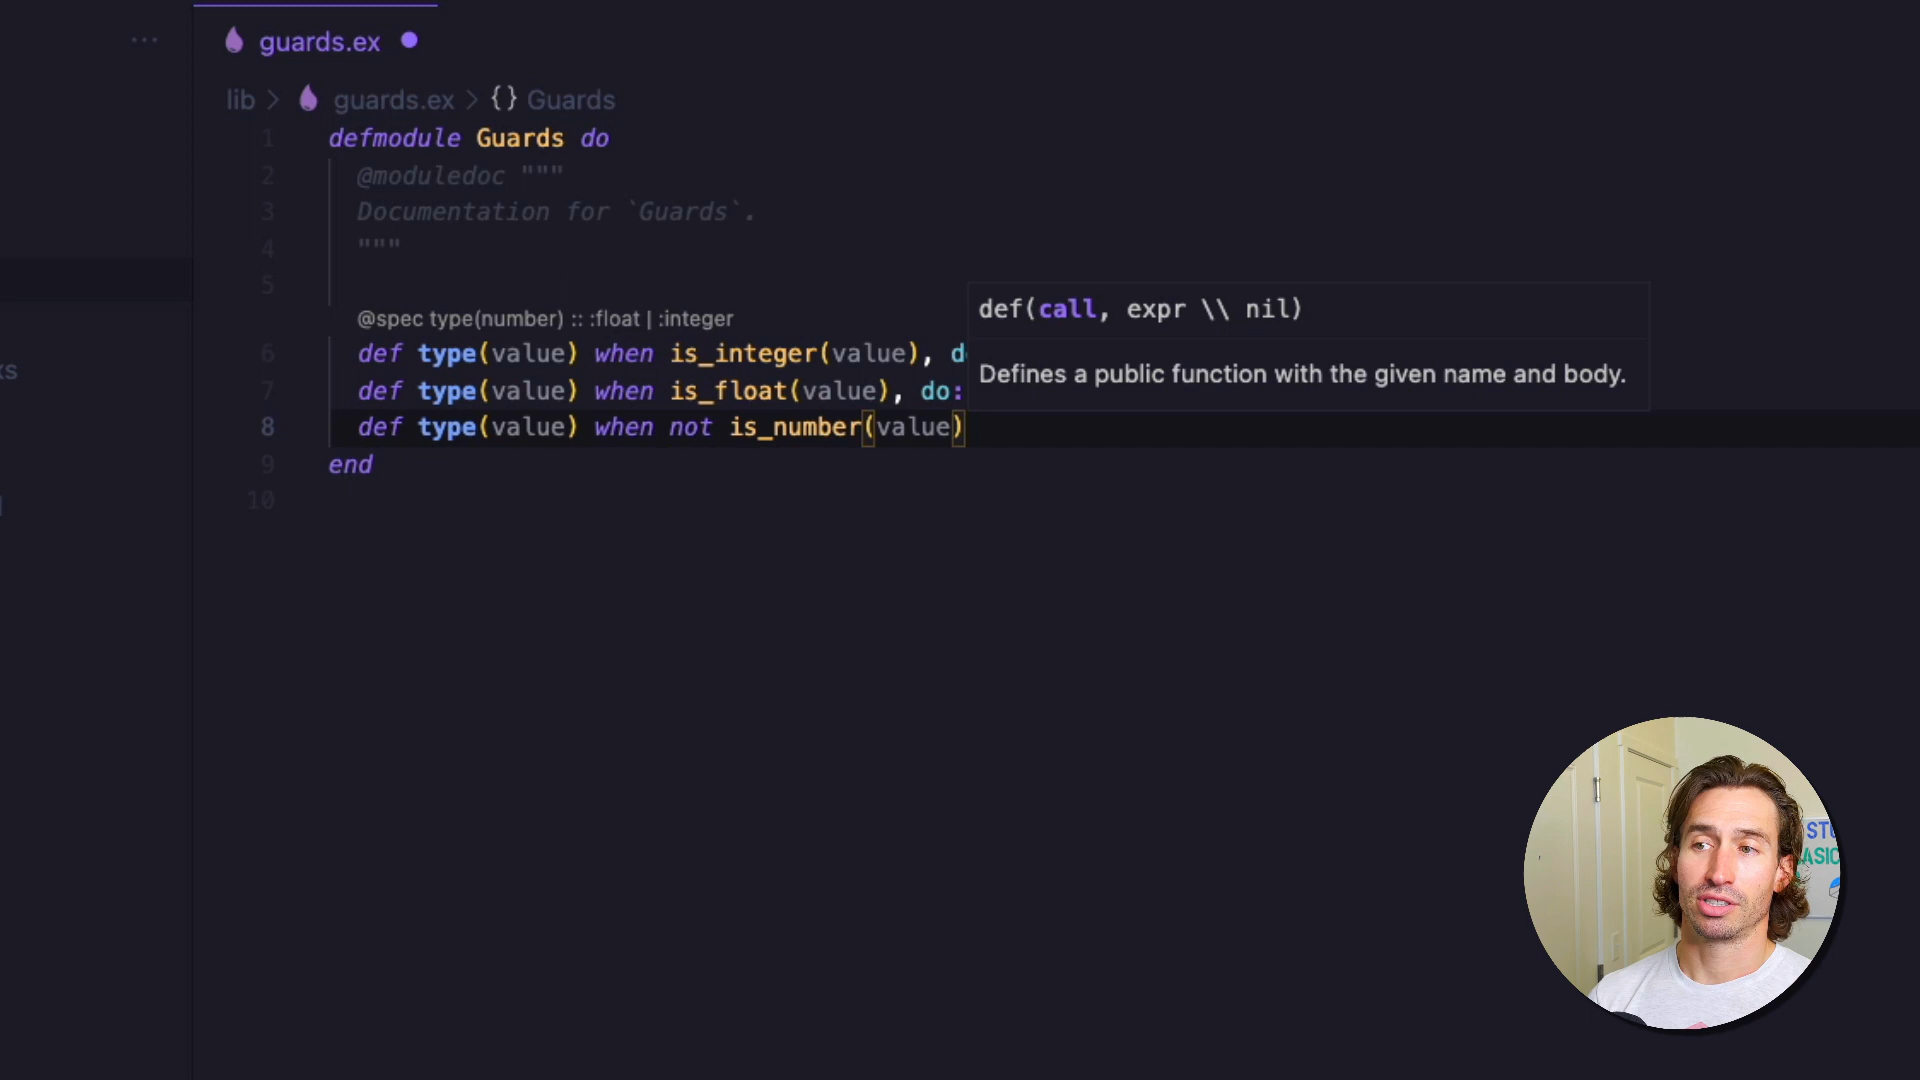 ...
guards.ex
lib > guards.ex > {} Guards
1 defmodule Guards do
2 @moduledoc """
3 Documentation for `Guards`.
4 """
5
@spec type(number) :: :float | :integer
6 def type(value) when is_integer(value), d
7 def type(value) when is_float(value), do:
8 def type(value) when not is_number(value)
9 end
10
def(call, expr \\ nil)
Defines a public function with the given name and body.